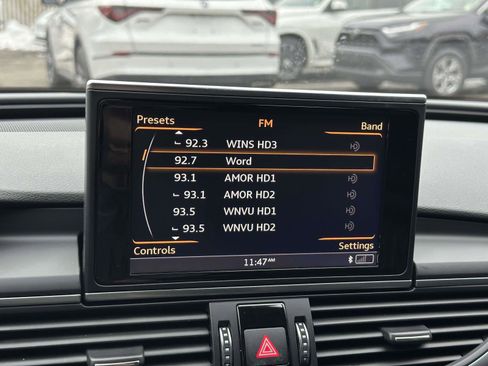 Presets FM Band
92.3 WINS HD3
92.7 Word
93.1 AMOR HD1
93.1 AMOR HD2
93.5 WNVU HD1
93.5 WNVU HD2
Controls Settings
11:47 AM